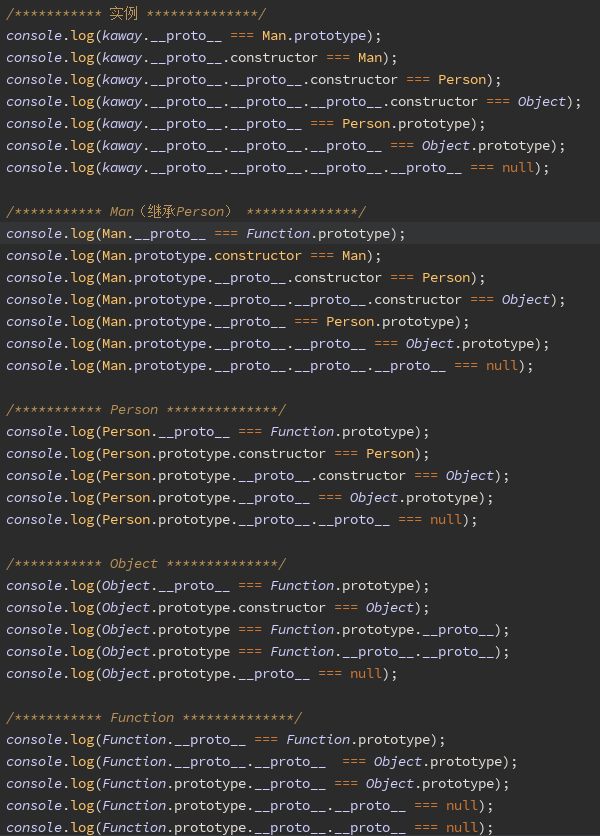 /*********** 实例 **************/
console.log(kaway.__proto__ === Man.prototype);
console.log(kaway.__proto__.constructor === Man);
console.log(kaway.__proto__.__proto__.constructor === Person);
console.log(kaway.__proto__.__proto__.__proto__.constructor === Object);
console.log(kaway.__proto__.__proto__ === Person.prototype);
console.log(kaway.__proto__.__proto__.__proto__ === Object.prototype);
console.log(kaway.__proto__.__proto__.__proto__.__proto__ === null);
/*********** Man（继承Person） **************/
console.log(Man.__proto__ === Function.prototype);
console.log(Man.prototype.constructor === Man);
console.log(Man.prototype.__proto__.constructor === Person);
console.log(Man.prototype.__proto__.__proto__.constructor === Object);
console.log(Man.prototype.__proto__ === Person.prototype);
console.log(Man.prototype.__proto__.__proto__ === Object.prototype);
console.log(Man.prototype.__proto__.__proto__.__proto__ === null);
/*********** Person **************/
console.log(Person.__proto__ === Function.prototype);
console.log(Person.prototype.constructor === Person);
console.log(Person.prototype.__proto__.constructor === Object);
console.log(Person.prototype.__proto__ === Object.prototype);
console.log(Person.prototype.__proto__.__proto__ === null);
/*********** Object **************/
console.log(Object.__proto__ === Function.prototype);
console.log(Object.prototype.constructor === Object);
console.log(Object.prototype === Function.prototype.__proto__);
console.log(Object.prototype === Function.__proto__.__proto__);
console.log(Object.prototype.__proto__ === null);
/*********** Function **************/
console.log(Function.__proto__ === Function.prototype);
console.log(Function.__proto__.__proto__  === Object.prototype);
console.log(Function.prototype.__proto__ === Object.prototype);
console.log(Function.prototype.__proto__.__proto__ === null);
console.log(Function.prototype.__proto__.__proto__ === null);